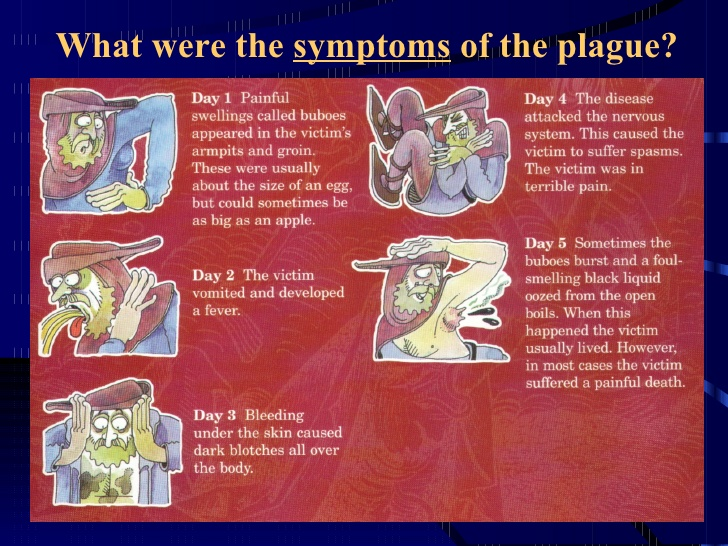 What were the symptoms of the plague?
Day 1 Painful
swellings called buboes
appeared in the victim's
armpits and groin.
These were usually
about the size of an egg,
but could sometimes be
as big as an apple.
Day 2 The victim
vomited and developed
a fever.
Day 3 Bleeding
under the skin caused
dark blotches all over
the body.
Day 4 The disease
attacked the nervous
system. This caused the
victim to suffer spasms.
The victim was in
terrible pain.
Day 5 Sometimes the
buboes burst and a foul-
smelling black liquid
oozed from the open
boils. When this
happened the victim
usually lived. However,
in most cases the victim
suffered a painful death.